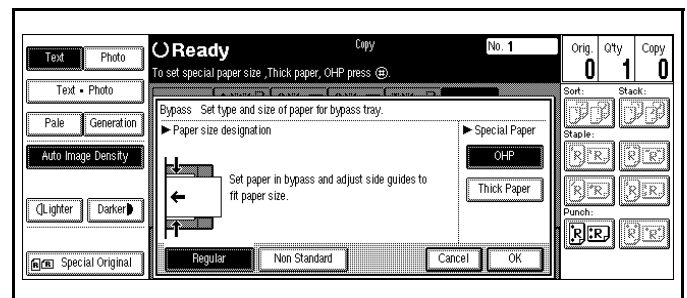 Text Photo
Text • Photo
Pale Generation
Auto Image Density
Lighter Darker
Special Original
Ready Copy No. 1
To set special paper size ,Thick paper, OHP press
Bypass Set type and size of paper for bypass tray.
► Paper size designation
Set paper in bypass and adjust side guides to
fit paper size.
► Special Paper
OHP
Thick Paper
Regular Non Standard Cancel OK
Orig. Q'ty Copy
0 1 0
Sort: Stack:
Staple:
R R R R
R R R R
Punch:
R R R R